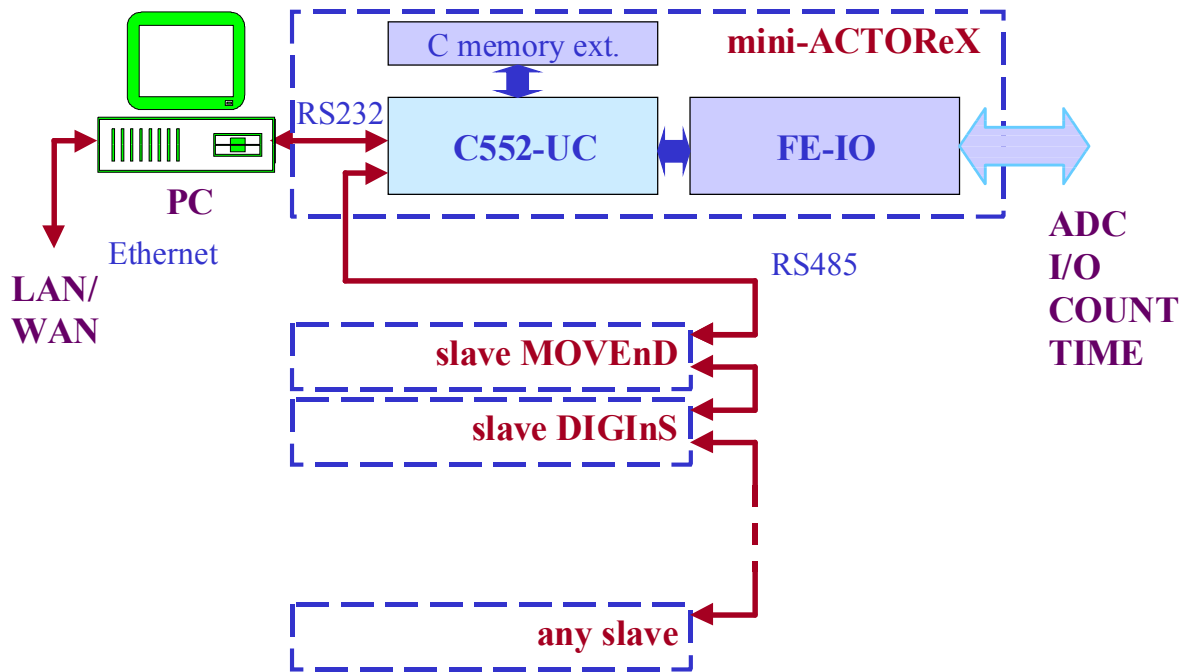 mini-ACTOReX
C memory ext.
RS232
C552-UC
FE-IO
PC
Ethernet
LAN/
WAN
RS485
ADC
I/O
COUNT
TIME
slave MOVEnD
slave DIGInS
any slave